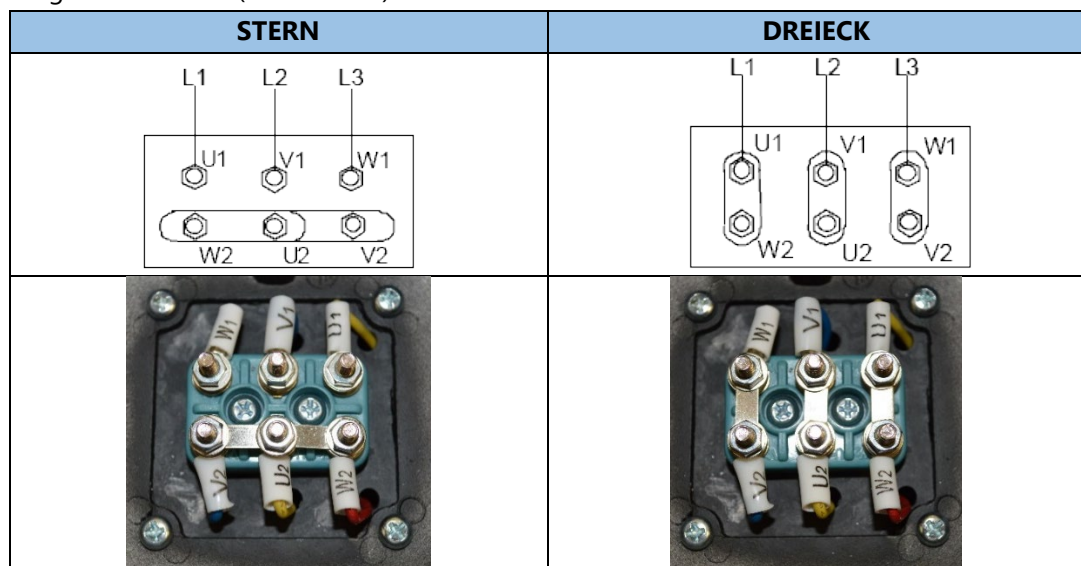 STERN DREIECK
L1 L2 L3
U1 V1 W1
W2 U2 V2
L1 L2 L3
U1 V1 W1
W2 U2 V2
W1 V1 U1
V2 U2 W2
W1 V1 U1
V2 U2 W2